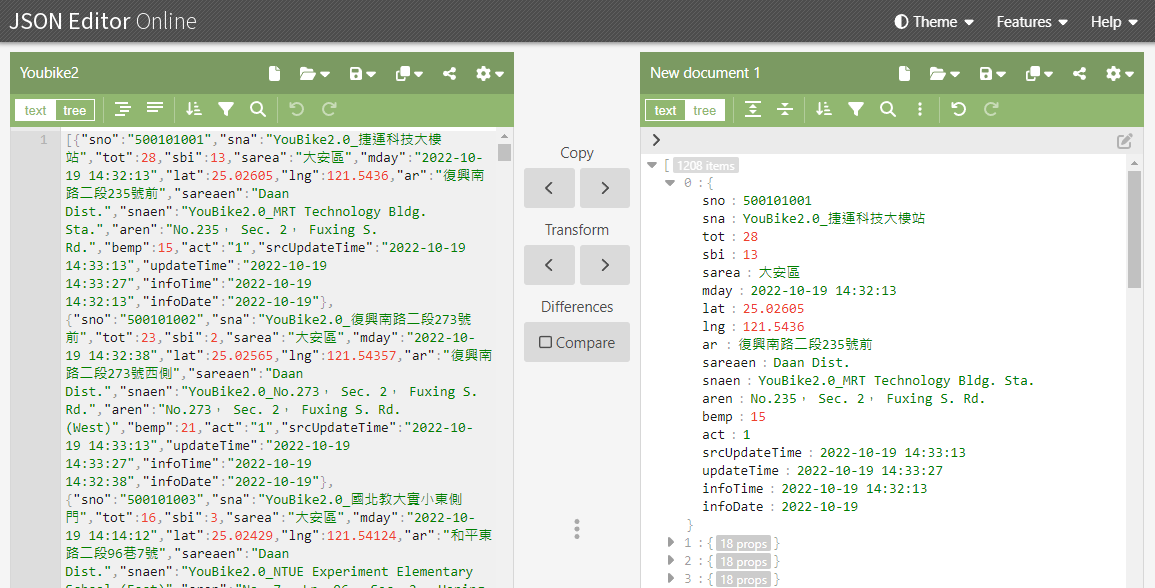 JSON Editor Online
Theme Features Help
Youbike2
text tree
1
[{"sno":"500101001","sna":"YouBike2.0_捷運科技大樓
站","tot":28,"sbi":13,"sarea":"大安區","mday":"2022-10-
19 14:32:13","lat":25.02605,"lng":121.5436,"ar":"復興南
路二段235號前","sareaen":"Daan
Dist.","snaen":"YouBike2.0_MRT Technology Bldg.
Sta.","aren":"No.235， Sec. 2， Fuxing S.
Rd.","bemp":15,"act":"1","srcUpdateTime":"2022-10-19
14:33:13","updateTime":"2022-10-19
14:33:27","infoTime":"2022-10-19
14:32:13","infoDate":"2022-10-19"},
{"sno":"500101002","sna":"YouBike2.0_復興南路二段273號
前","tot":23,"sbi":2,"sarea":"大安區","mday":"2022-10-
19 14:32:38","lat":25.02565,"lng":121.54357,"ar":"復興南
路二段273號西側","sareaen":"Daan
Dist.","snaen":"YouBike2.0_No.273， Sec. 2， Fuxing S.
Rd.","aren":"No.273， Sec. 2， Fuxing S. Rd.
(West)","bemp":21,"act":"1","srcUpdateTime":"2022-10-
19 14:33:13","updateTime":"2022-10-19
14:33:27","infoTime":"2022-10-19
14:32:38","infoDate":"2022-10-19"},
{"sno":"500101003","sna":"YouBike2.0_國北教大實小東側
門","tot":16,"sbi":3,"sarea":"大安區","mday":"2022-10-
19 14:14:12","lat":25.02429,"lng":121.54124,"ar":"和平東
路二段96巷7號","sareaen":"Daan
Dist.","snaen":"YouBike2.0_NTUE Experiment Elementary
Copy
Transform
Differences
Compare
New document 1
text tree
[ 1208 items
0 : {
sno : 500101001
sna : YouBike2.0_捷運科技大樓站
tot : 28
sbi : 13
sarea : 大安區
mday : 2022-10-19 14:32:13
lat : 25.02605
lng : 121.5436
ar : 復興南路二段235號前
sareaen : Daan Dist.
snaen : YouBike2.0_MRT Technology Bldg. Sta.
aren : No.235， Sec. 2， Fuxing S. Rd.
bemp : 15
act : 1
srcUpdateTime : 2022-10-19 14:33:13
updateTime : 2022-10-19 14:33:27
infoTime : 2022-10-19 14:32:13
infoDate : 2022-10-19
}
1 : { 18 props }
2 : { 18 props }
3 : { 18 props }